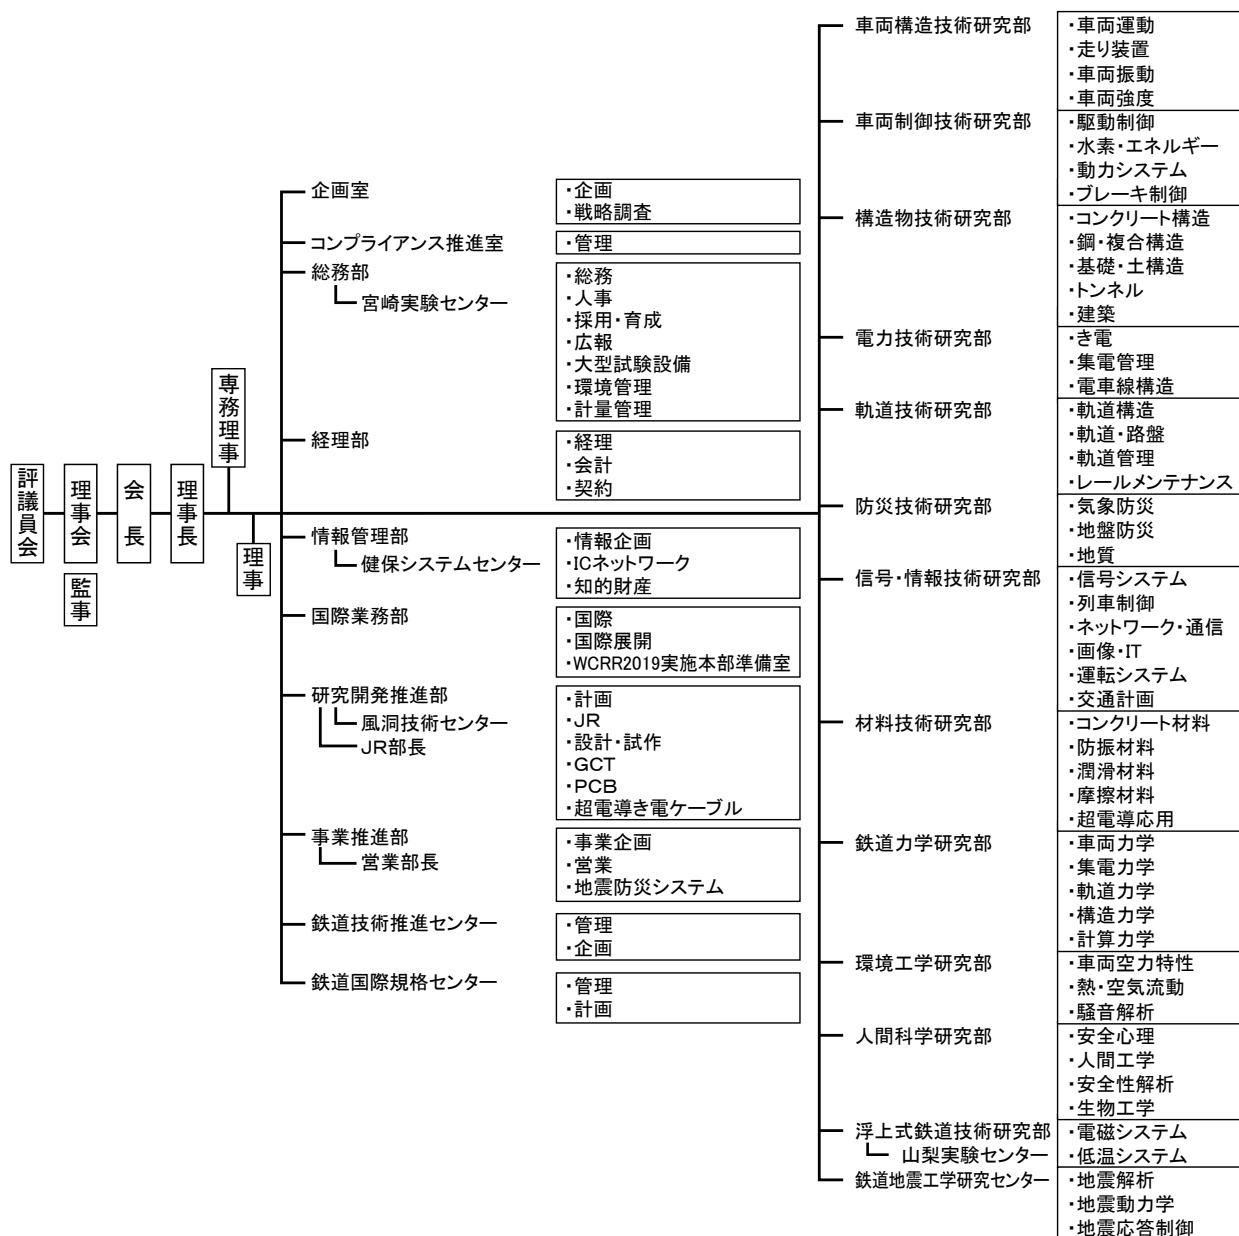 評議員会
理事会
監事
会長
理事長
専務理事
理事
企画室
・企画
・戦略調査
コンプライアンス推進室
・管理
総務部
宮崎実験センター
・総務
・人事
・採用・育成
・広報
・大型試験設備
・環境管理
・計量管理
経理部
・経理
・会計
・契約
情報管理部
健保システムセンター
・情報企画
・ICネットワーク
・知的財産
国際業務部
・国際
・国際展開
・WCRR2019実施本部準備室
研究開発推進部
風洞技術センター
JR部長
・計画
・JR
・設計・試作
・GCT
・PCB
・超電導き電ケーブル
事業推進部
営業部長
・事業企画
・営業
・地震防災システム
鉄道技術推進センター
・管理
・企画
鉄道国際規格センター
・管理
・計画
車両構造技術研究部
・車両運動
・走り装置
・車両振動
・車両強度
車両制御技術研究部
・駆動制御
・水素・エネルギー
・動力システム
・ブレーキ制御
構造物技術研究部
・コンクリート構造
・鋼・複合構造
・基礎・土構造
・トンネル
・建築
電力技術研究部
・き電
・集電管理
・電車線構造
軌道技術研究部
・軌道構造
・軌道・路盤
・軌道管理
・レールメンテナンス
防災技術研究部
・気象防災
・地盤防災
・地質
信号・情報技術研究部
・信号システム
・列車制御
・ネットワーク・通信
・画像・IT
・運転システム
・交通計画
材料技術研究部
・コンクリート材料
・防振材料
・潤滑材料
・摩擦材料
・超電導応用
鉄道力学研究部
・車両力学
・集電力学
・軌道力学
・構造力学
・計算力学
環境工学研究部
・車両空力特性
・熱・空気流動
・騒音解析
人間科学研究部
・安全心理
・人間工学
・安全性解析
・生物工学
浮上式鉄道技術研究部
山梨実験センター
・電磁システム
・低温システム
鉄道地震工学研究センター
・地震解析
・地震動力学
・地震応答制御